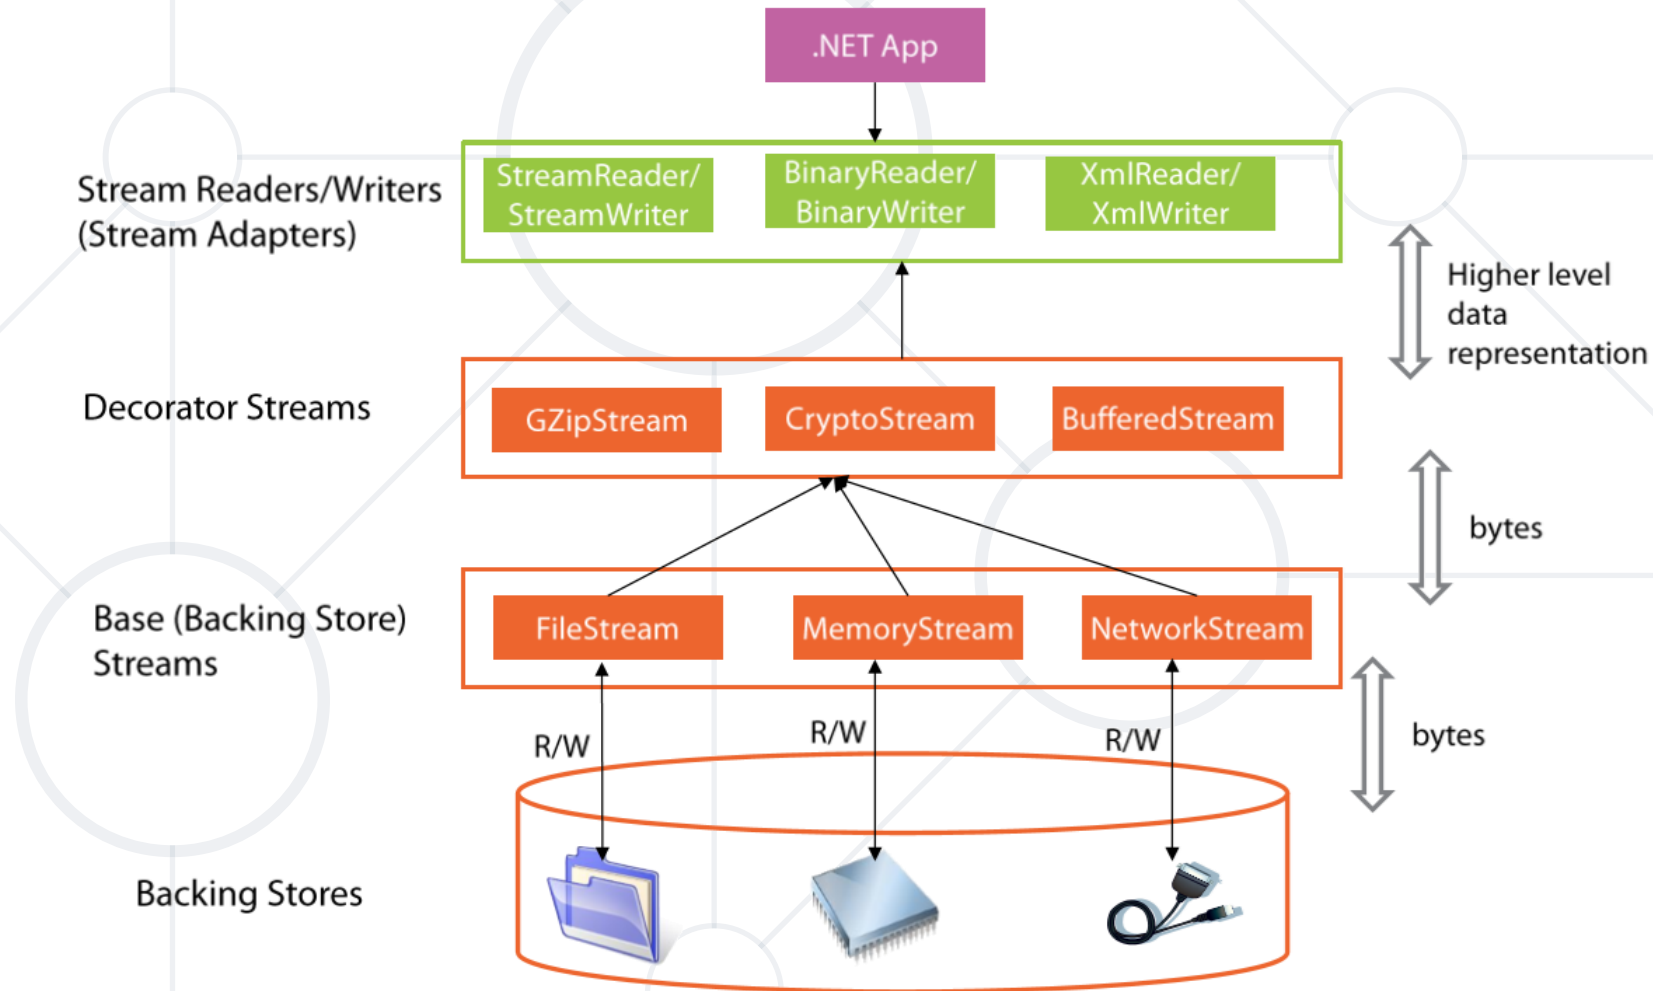 .NET App
Stream Readers/Writers
(Stream Adapters)
StreamReader/
StreamWriter
BinaryReader/
BinaryWriter
XmlReader/
XmlWriter
Higher level
data
representation
Decorator Streams
GZipStream
CryptoStream
BufferedStream
bytes
Base (Backing Store)
Streams
FileStream
MemoryStream
NetworkStream
R/W
R/W
R/W
bytes
Backing Stores